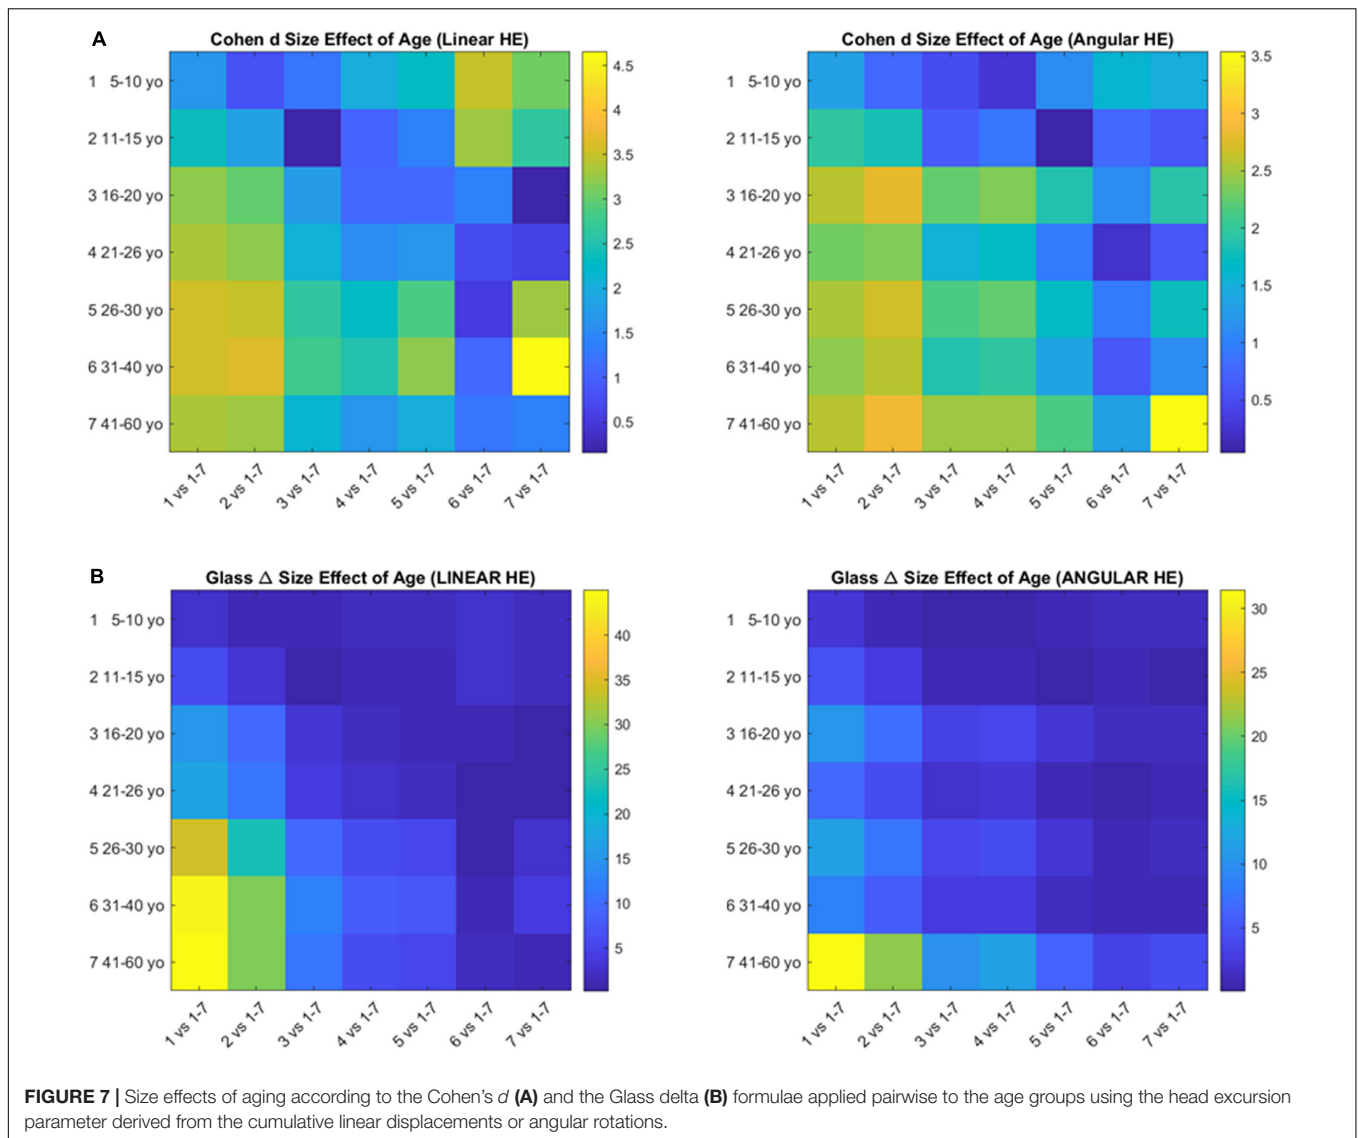 A
Cohen d Size Effect of Age (Linear HE)
1 5-10 yo
2 11-15 yo
3 16-20 yo
4 21-26 yo
5 26-30 yo
6 31-40 yo
7 41-60 yo
1 vs 1-7
2 vs 1-7
3 vs 1-7
4 vs 1-7
5 vs 1-7
6 vs 1-7
7 vs 1-7
4.5
4
3.5
3
2.5
2
1.5
1
0.5
Cohen d Size Effect of Age (Angular HE)
1 5-10 yo
2 11-15 yo
3 16-20 yo
4 21-26 yo
5 26-30 yo
6 31-40 yo
7 41-60 yo
1 vs 1-7
2 vs 1-7
3 vs 1-7
4 vs 1-7
5 vs 1-7
6 vs 1-7
7 vs 1-7
3.5
3
2.5
2
1.5
1
0.5
B
Glass Δ Size Effect of Age (LINEAR HE)
1 5-10 yo
2 11-15 yo
3 16-20 yo
4 21-26 yo
5 26-30 yo
6 31-40 yo
7 41-60 yo
1 vs 1-7
2 vs 1-7
3 vs 1-7
4 vs 1-7
5 vs 1-7
6 vs 1-7
7 vs 1-7
40
35
30
25
20
15
10
5
Glass Δ Size Effect of Age (ANGULAR HE)
1 5-10 yo
2 11-15 yo
3 16-20 yo
4 21-26 yo
5 26-30 yo
6 31-40 yo
7 41-60 yo
1 vs 1-7
2 vs 1-7
3 vs 1-7
4 vs 1-7
5 vs 1-7
6 vs 1-7
7 vs 1-7
30
25
20
15
10
5
FIGURE 7 | Size effects of aging according to the Cohen's d (A) and the Glass delta (B) formulae applied pairwise to the age groups using the head excursion
parameter derived from the cumulative linear displacements or angular rotations.